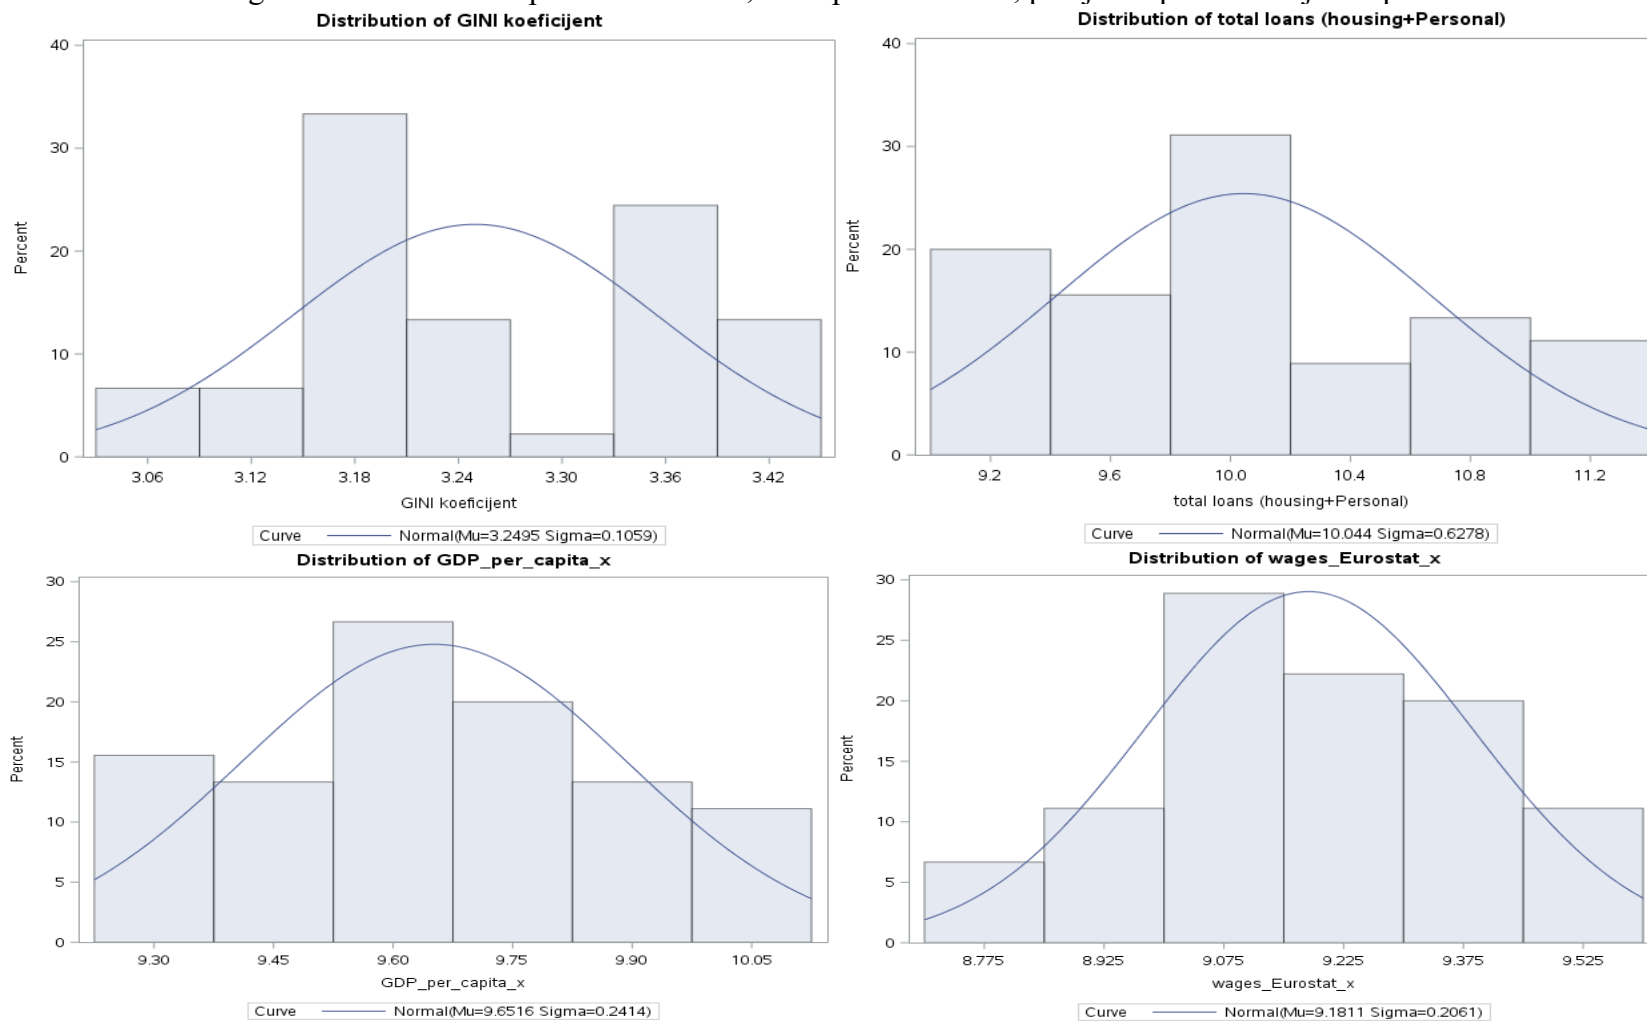 Distribution of GINI koeficijent
40
30
20
10
0
Percent
3.06 3.12 3.18 3.24 3.30 3.36 3.42
GINI koeficijent
Curve Normal(Mu=3.2495 Sigma=0.1059)
Distribution of total loans (housing+Personal)
40
30
20
10
0
Percent
9.2 9.6 10.0 10.4 10.8 11.2
total loans (housing+Personal)
Curve Normal(Mu=10.044 Sigma=0.6278)
Distribution of GDP_per_capita_x
30
25
20
15
10
5
0
Percent
9.30 9.45 9.60 9.75 9.90 10.05
GDP_per_capita_x
Curve Normal(Mu=9.6516 Sigma=0.2414)
Distribution of wages_Eurostat_x
30
25
20
15
10
5
0
Percent
8.775 8.925 9.075 9.225 9.375 9.525
wages_Eurostat_x
Curve Normal(Mu=9.1811 Sigma=0.2061)